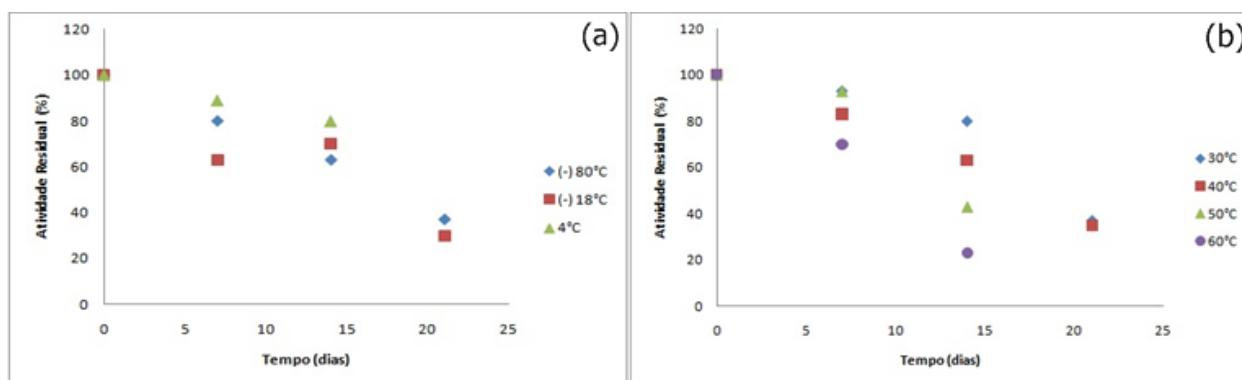 (a)
Atividade Residual (%)
120
100
80
60
40
20
0
0 5 10 15 20 25
Tempo (dias)
(-) 80°C
(-) 18°C
4°C
(b)
Atividade Residual (%)
120
100
80
60
40
20
0
0 5 10 15 20 25
Tempo (dias)
30°C
40°C
50°C
60°C